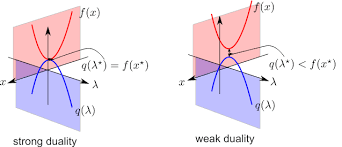 f(x)
q(λ*) = f(x*)
x
λ
q(λ)
strong duality
f(x)
q(λ*) < f(x*)
x
λ
q(λ)
weak duality